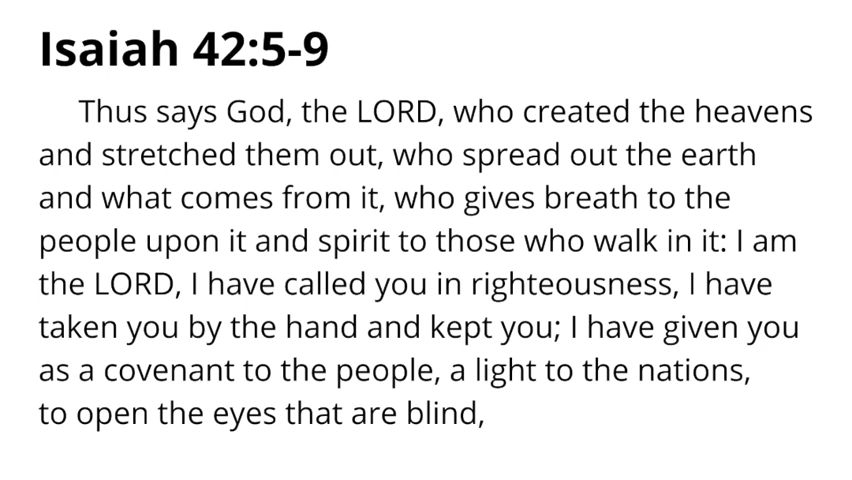 Isaiah 42:5-9
Thus says God, the LORD, who created the heavens
and stretched them out, who spread out the earth
and what comes from it, who gives breath to the
people upon it and spirit to those who walk in it: I am
the LORD, I have called you in righteousness, I have
taken you by the hand and kept you; I have given you
as a covenant to the people, a light to the nations,
to open the eyes that are blind,